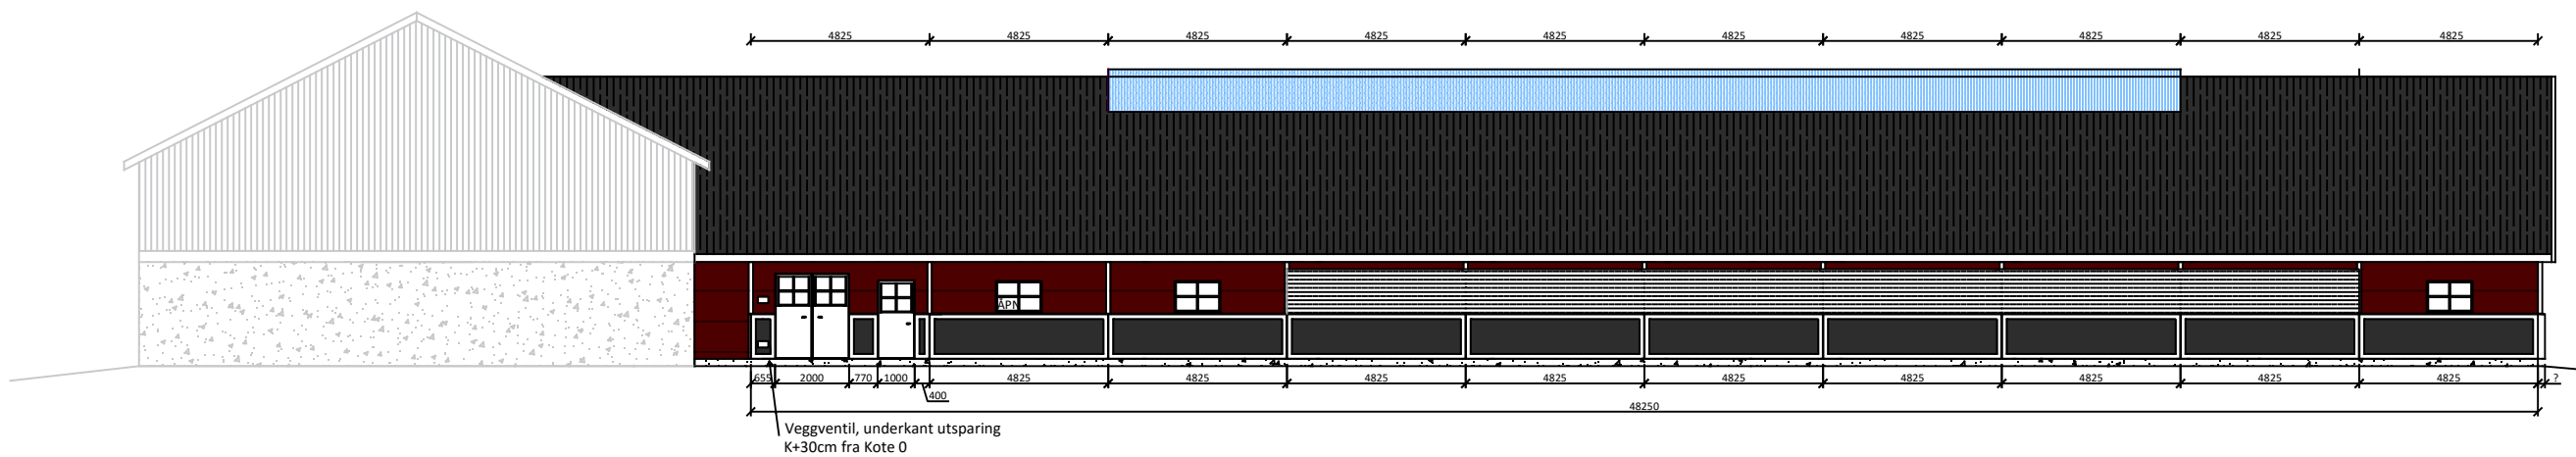 4825 4825 4825 4825 4825 4825 4825 4825 4825 4825
ÅPN
655 2000 770 1000 4825 4825 4825 4825 4825 4825 4825 4825 4825 ?
400
48250
Veggventil, underkant utsparing
K+30cm fra Kote 0